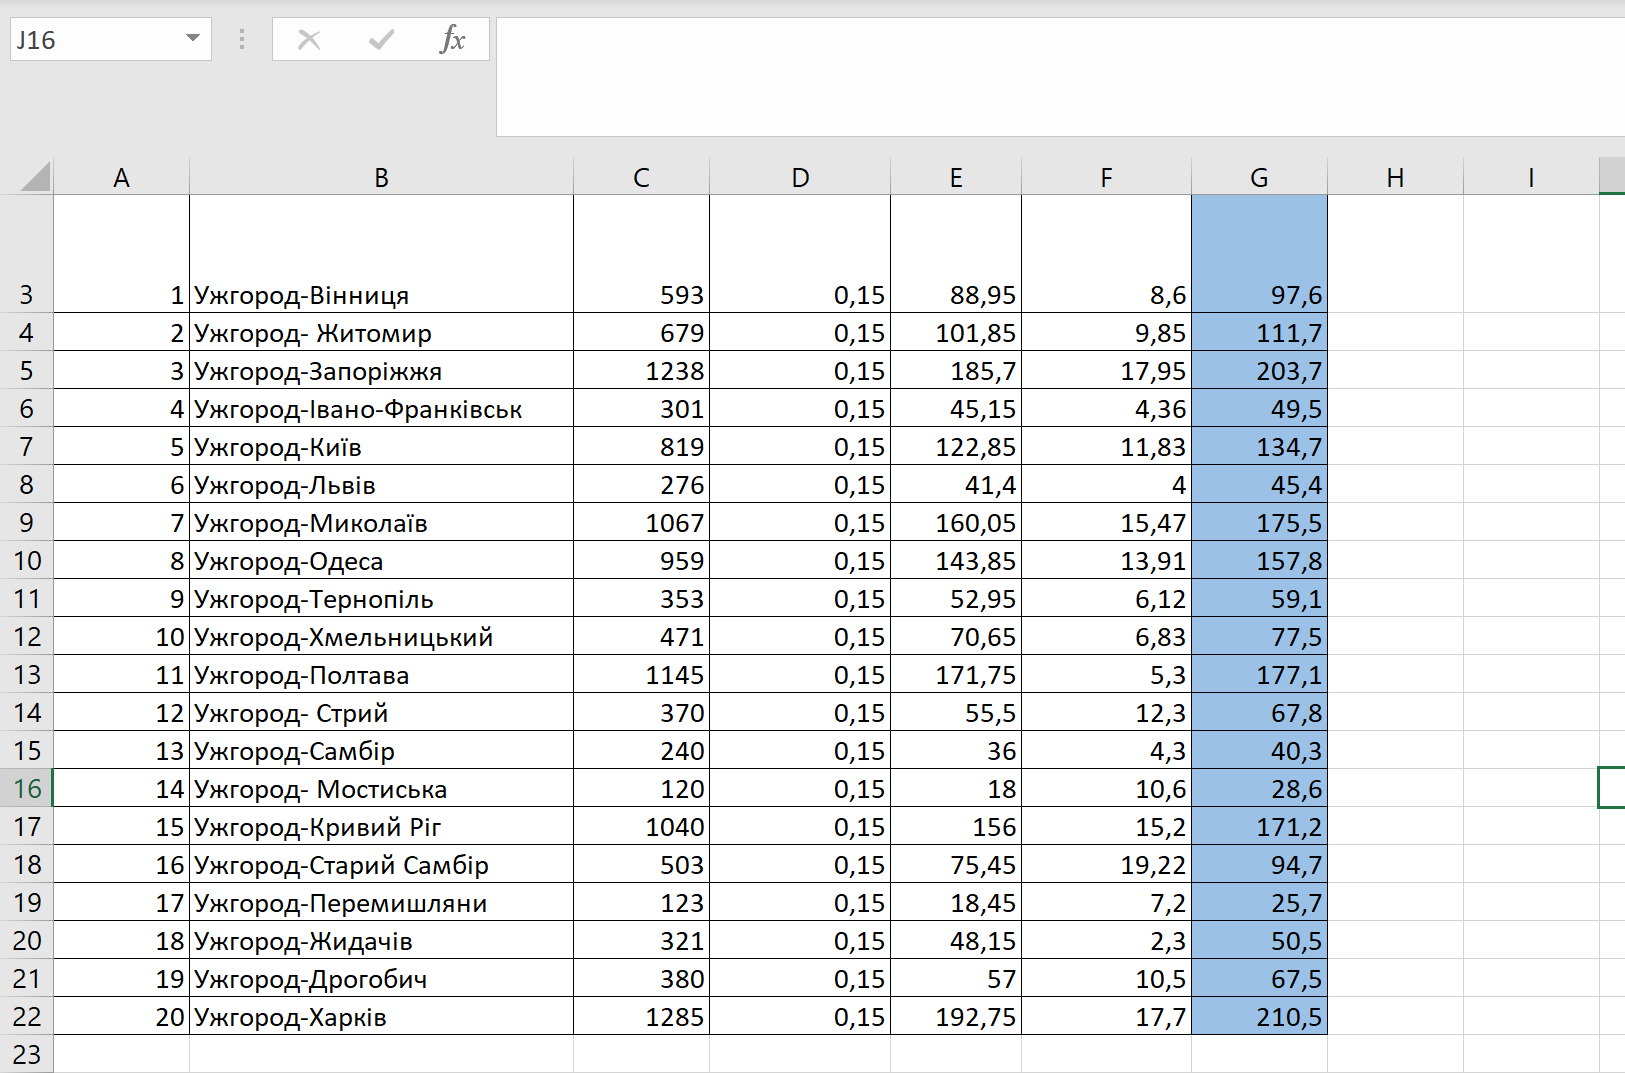 J16 fx
A B C D E F G H I
3 1 Ужгород-Вінниця 593 0,15 88,95 8,6 97,6
4 2 Ужгород- Житомир 679 0,15 101,85 9,85 111,7
5 3 Ужгород-Запоріжжя 1238 0,15 185,7 17,95 203,7
6 4 Ужгород-Івано-Франківськ 301 0,15 45,15 4,36 49,5
7 5 Ужгород-Київ 819 0,15 122,85 11,83 134,7
8 6 Ужгород-Львів 276 0,15 41,4 4 45,4
9 7 Ужгород-Миколаїв 1067 0,15 160,05 15,47 175,5
10 8 Ужгород-Одеса 959 0,15 143,85 13,91 157,8
11 9 Ужгород-Тернопіль 353 0,15 52,95 6,12 59,1
12 10 Ужгород-Хмельницький 471 0,15 70,65 6,83 77,5
13 11 Ужгород-Полтава 1145 0,15 171,75 5,3 177,1
14 12 Ужгород- Стрий 370 0,15 55,5 12,3 67,8
15 13 Ужгород-Самбір 240 0,15 36 4,3 40,3
16 14 Ужгород- Мостиська 120 0,15 18 10,6 28,6
17 15 Ужгород-Кривий Ріг 1040 0,15 156 15,2 171,2
18 16 Ужгород-Старий Самбір 503 0,15 75,45 19,22 94,7
19 17 Ужгород-Перемишляни 123 0,15 18,45 7,2 25,7
20 18 Ужгород-Жидачів 321 0,15 48,15 2,3 50,5
21 19 Ужгород-Дрогобич 380 0,15 57 10,5 67,5
22 20 Ужгород-Харків 1285 0,15 192,75 17,7 210,5
23